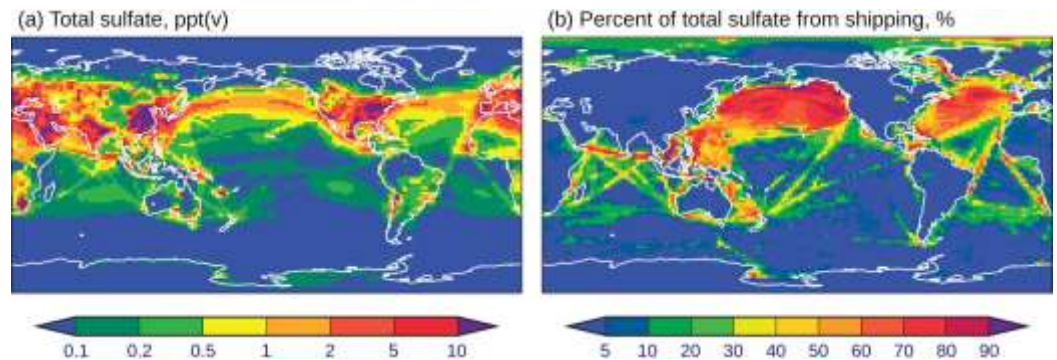 (a) Total sulfate, ppt(v)
(b) Percent of total sulfate from shipping, %
0.1 0.2 0.5 1 2 5 10
5 10 20 30 40 50 60 70 80 90